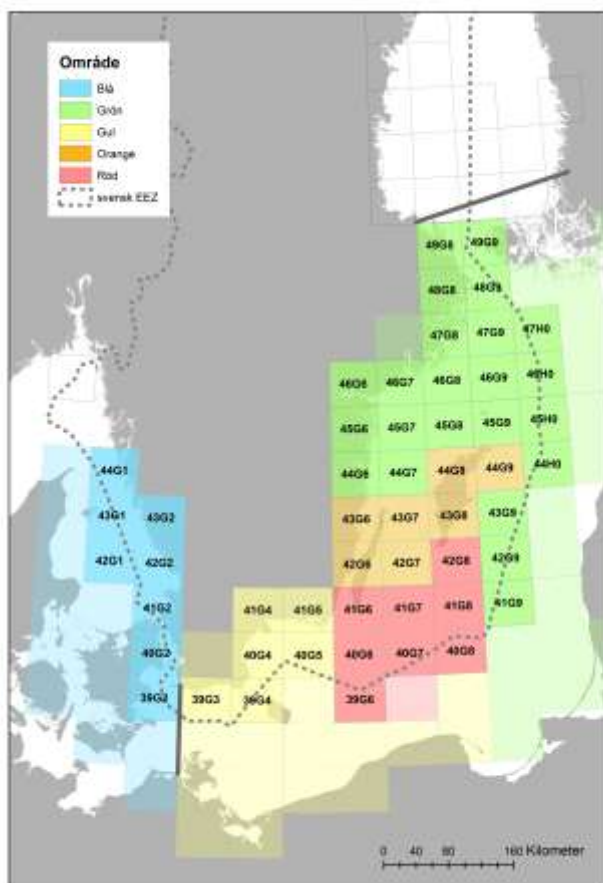 Område
Blå
Grön
Gul
Orange
Röd
svensk EEZ
49G8 49G9
48G8 48G9
47G8 47G9 47H0
46G6 46G7 46G8 46G9 46H0
45G6 45G7 45G8 45G9 45H0
44G1 44G6 44G7 44G8 44G9 44H0
43G1 43G2 43G6 43G7 43G8 43G9
42G1 42G2 42G6 42G7 42G8 42G9
41G2 41G4 41G5 41G6 41G7 41G8 41G9
40G2 40G4 40G5 40G6 40G7 40G8
39G2 39G3 39G4 39G6
0 40 80 160 Kilometer